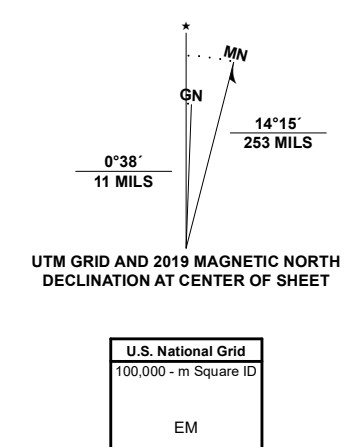 ★
MN
GN
14°15´
253 MILS
0°38´
11 MILS
UTM GRID AND 2019 MAGNETIC NORTH
DECLINATION AT CENTER OF SHEET
U.S. National Grid
100,000 - m Square ID
EM